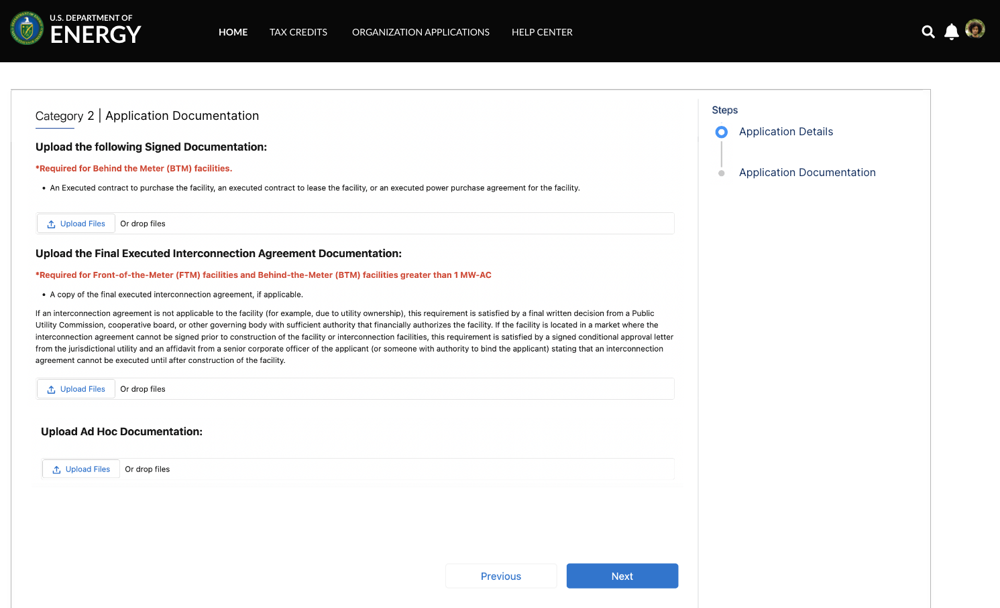 U.S. DEPARTMENT OF
ENERGY
HOME
TAX CREDITS
ORGANIZATION APPLICATIONS
HELP CENTER
Category 2 | Application Documentation
Upload the following Signed Documentation:
*Required for Behind the Meter (BTM) facilities.
• An Executed contract to purchase the facility, an executed contract to lease the facility, or an executed power purchase agreement for the facility.
Upload Files Or drop files
Upload the Final Executed Interconnection Agreement Documentation:
*Required for Front-of-the-Meter (FTM) facilities and Behind-the-Meter (BTM) facilities greater than 1 MW-AC
• A copy of the final executed interconnection agreement, if applicable.
If an interconnection agreement is not applicable to the facility (for example, due to utility ownership), this requirement is satisfied by a final written decision from a Public
Utility Commission, cooperative board, or other governing body with sufficient authority that financially authorizes the facility. If the facility is located in a market where the
interconnection agreement cannot be signed prior to construction of the facility or interconnection facilities, this requirement is satisfied by a signed conditional approval letter
from the jurisdictional utility and an affidavit from a senior corporate officer of the applicant (or someone with authority to bind the applicant) stating that an interconnection
agreement cannot be executed until after construction of the facility.
Upload Files Or drop files
Upload Ad Hoc Documentation:
Upload Files Or drop files
Previous
Next
Steps
Application Details
Application Documentation